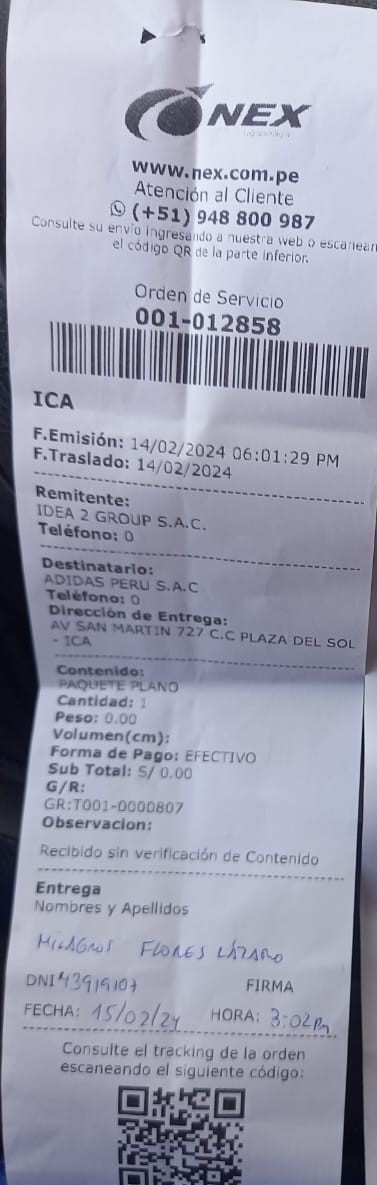 NEX
www.nex.com.pe
Atención al Cliente
(+51) 948 800 987
Consulte su envío ingresando a nuestra web o escanean
el código QR de la parte inferior.
Orden de Servicio
001-012858
ICA
F.Emisión: 14/02/2024 06:01:29 PM
F.Traslado: 14/02/2024
Remitente:
IDEA 2 GROUP S.A.C.
Teléfono: 0
Destinatario:
ADIDAS PERU S.A.C
Teléfono: 0
Dirección de Entrega:
AV SAN MARTIN 727 C.C PLAZA DEL SOL
- ICA
Contenido:
PAQUETE PLANO
Cantidad: 1
Peso: 0.00
Volumen(cm):
Forma de Pago: EFECTIVO
Sub Total: S/ 0.00
G/R:
GR:T001-0000807
Observacion:
Recibido sin verificación de Contenido
Entrega
Nombres y Apellidos
MILAGROS FLORES LÁZARO
DNI 43919107 FIRMA
FECHA: 15/02/24 HORA: 3:02Pm
Consulte el tracking de la orden
escaneando el siguiente código: